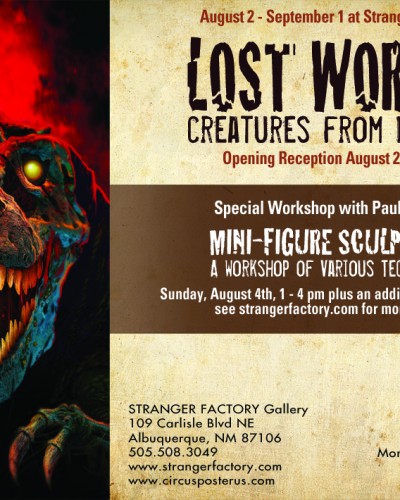 August 2 - September 1 at Strang
LOST WOR
CREATURES FROM
Opening Reception August 2
Special Workshop with Paul
MINI-FIGURE SCULP
A WORKSHOP OF VARIOUS TEC
Sunday, August 4th, 1 - 4 pm plus an addi
see strangerfactory.com for mo
STRANGER FACTORY Gallery
109 Carlisle Blvd NE
Albuquerque, NM 87106
505.508.3049
Mon
www.strangerfactory.com
www.circusposterus.com